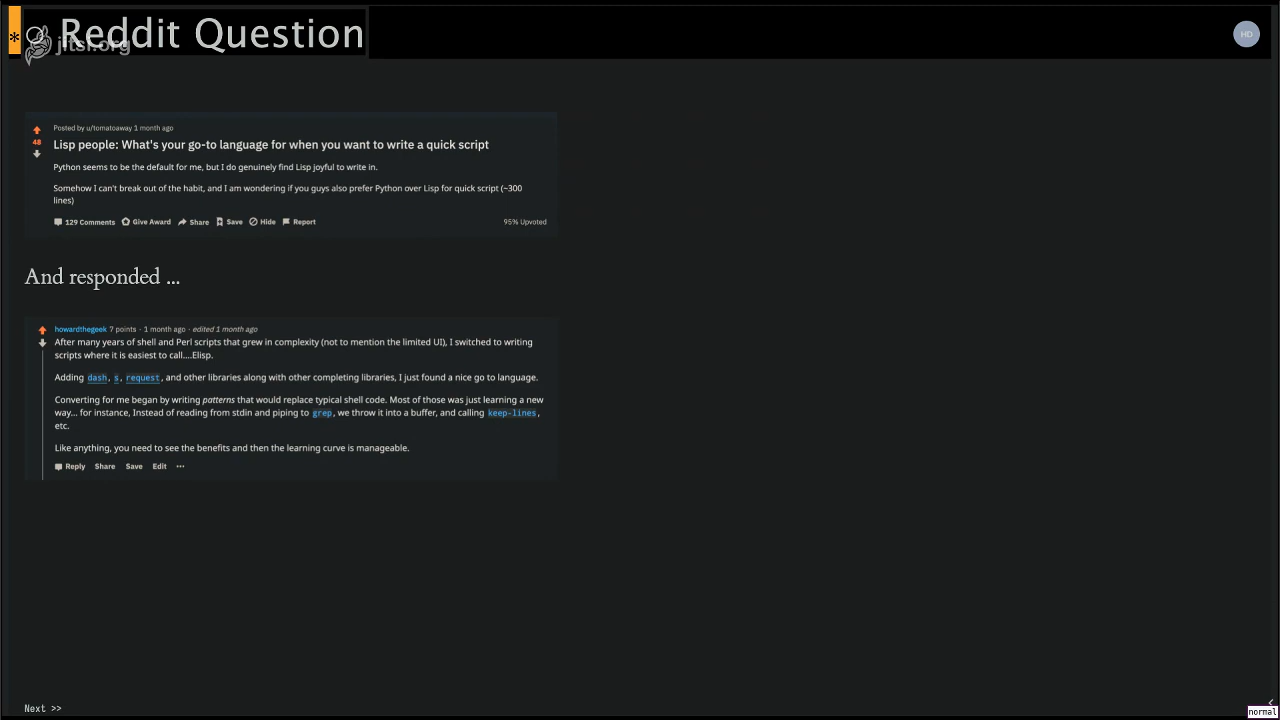 * Reddit Question
jitsi.org
HD
Posted by u/tomatoaway 1 month ago
48
Lisp people: What's your go-to language for when you want to write a quick script
Python seems to be the default for me, but I do genuinely find Lisp joyful to write in.
Somehow I can't break out of the habit, and I am wondering if you guys also prefer Python over Lisp for quick script (~300
lines)
129 Comments Give Award Share Save Hide Report 95% Upvoted
And responded ...
howardthegeek 7 points · 1 month ago · edited 1 month ago
After many years of shell and Perl scripts that grew in complexity (not to mention the limited UI), I switched to writing
scripts where it is easiest to call....Elisp.
Adding dash, s, request, and other libraries along with other completing libraries, I just found a nice go to language.
Converting for me began by writing patterns that would replace typical shell code. Most of those was just learning a new
way... for instance, Instead of reading from stdin and piping to grep, we throw it into a buffer, and calling keep-lines,
etc.
Like anything, you need to see the benefits and then the learning curve is manageable.
Reply Share Save Edit ...
Next >>
normal